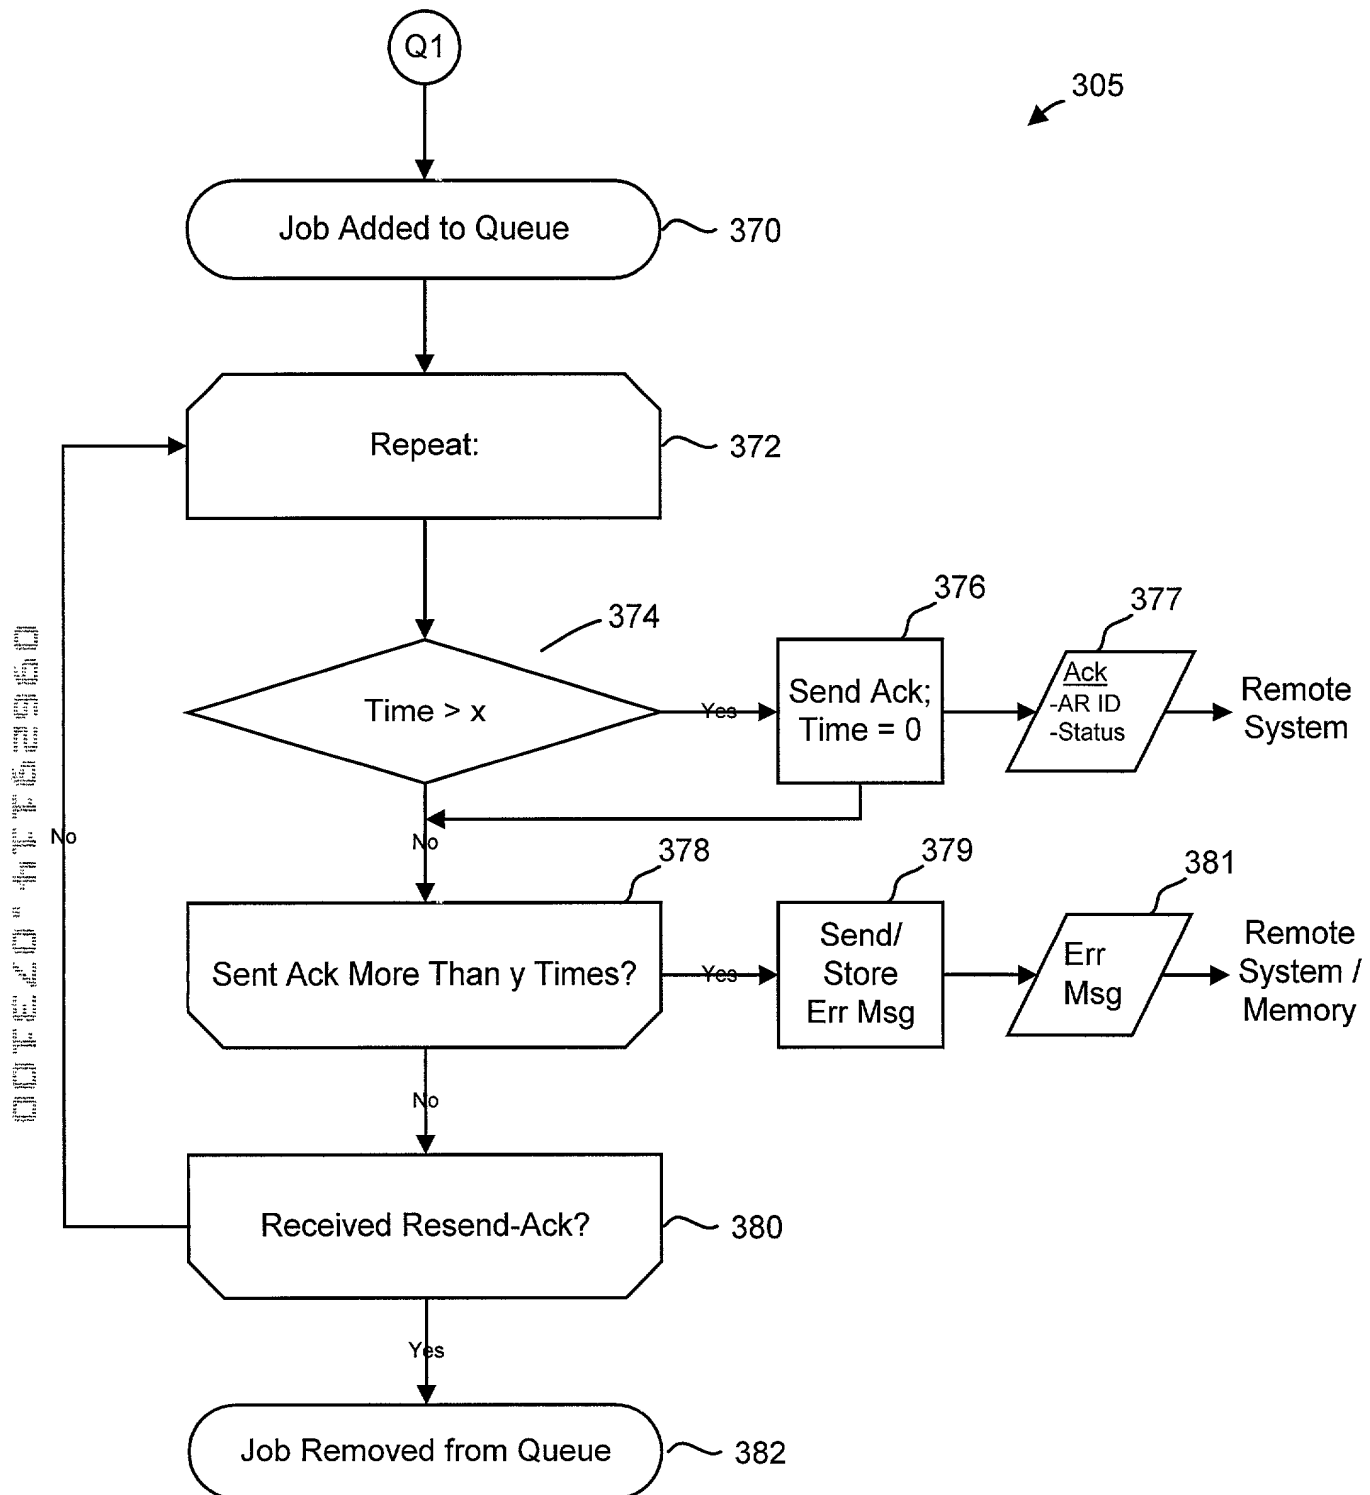 Q1
305
Job Added to Queue
370
Repeat:
372
374
376
377
Time > x
Yes
Send Ack;
Time = 0
Ack
-AR ID
-Status
Remote
System
No
No
378
379
381
Sent Ack More Than y Times?
Yes
Send/
Store
Err Msg
Err
Msg
Remote
System /
Memory
No
Received Resend-Ack?
380
Yes
Job Removed from Queue
382